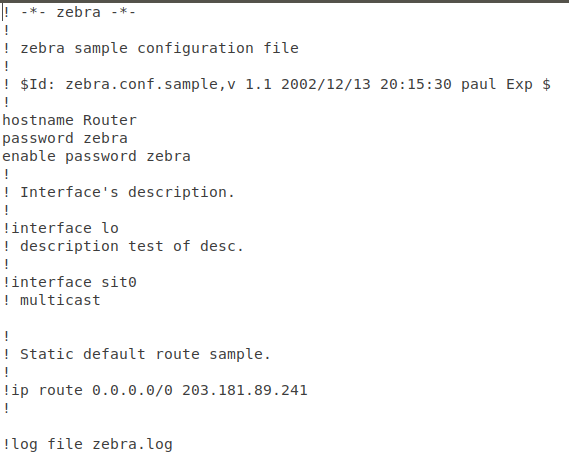 ! -*- zebra -*-
!
! zebra sample configuration file
!
! $Id: zebra.conf.sample,v 1.1 2002/12/13 20:15:30 paul Exp $
!
hostname Router
password zebra
enable password zebra
!
! Interface's description.
!
!interface lo
! description test of desc.
!
!interface sit0
! multicast

!
! Static default route sample.
!
!ip route 0.0.0.0/0 203.181.89.241
!

!log file zebra.log